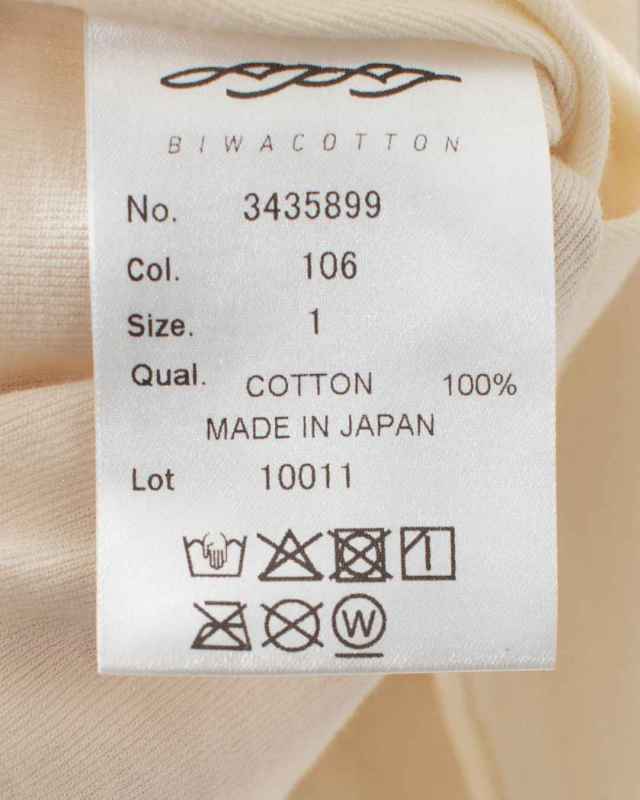 BIWACOTTON
No. 3435899
Col. 106
Size. 1
Qual. COTTON 100%
MADE IN JAPAN
Lot 10011
W